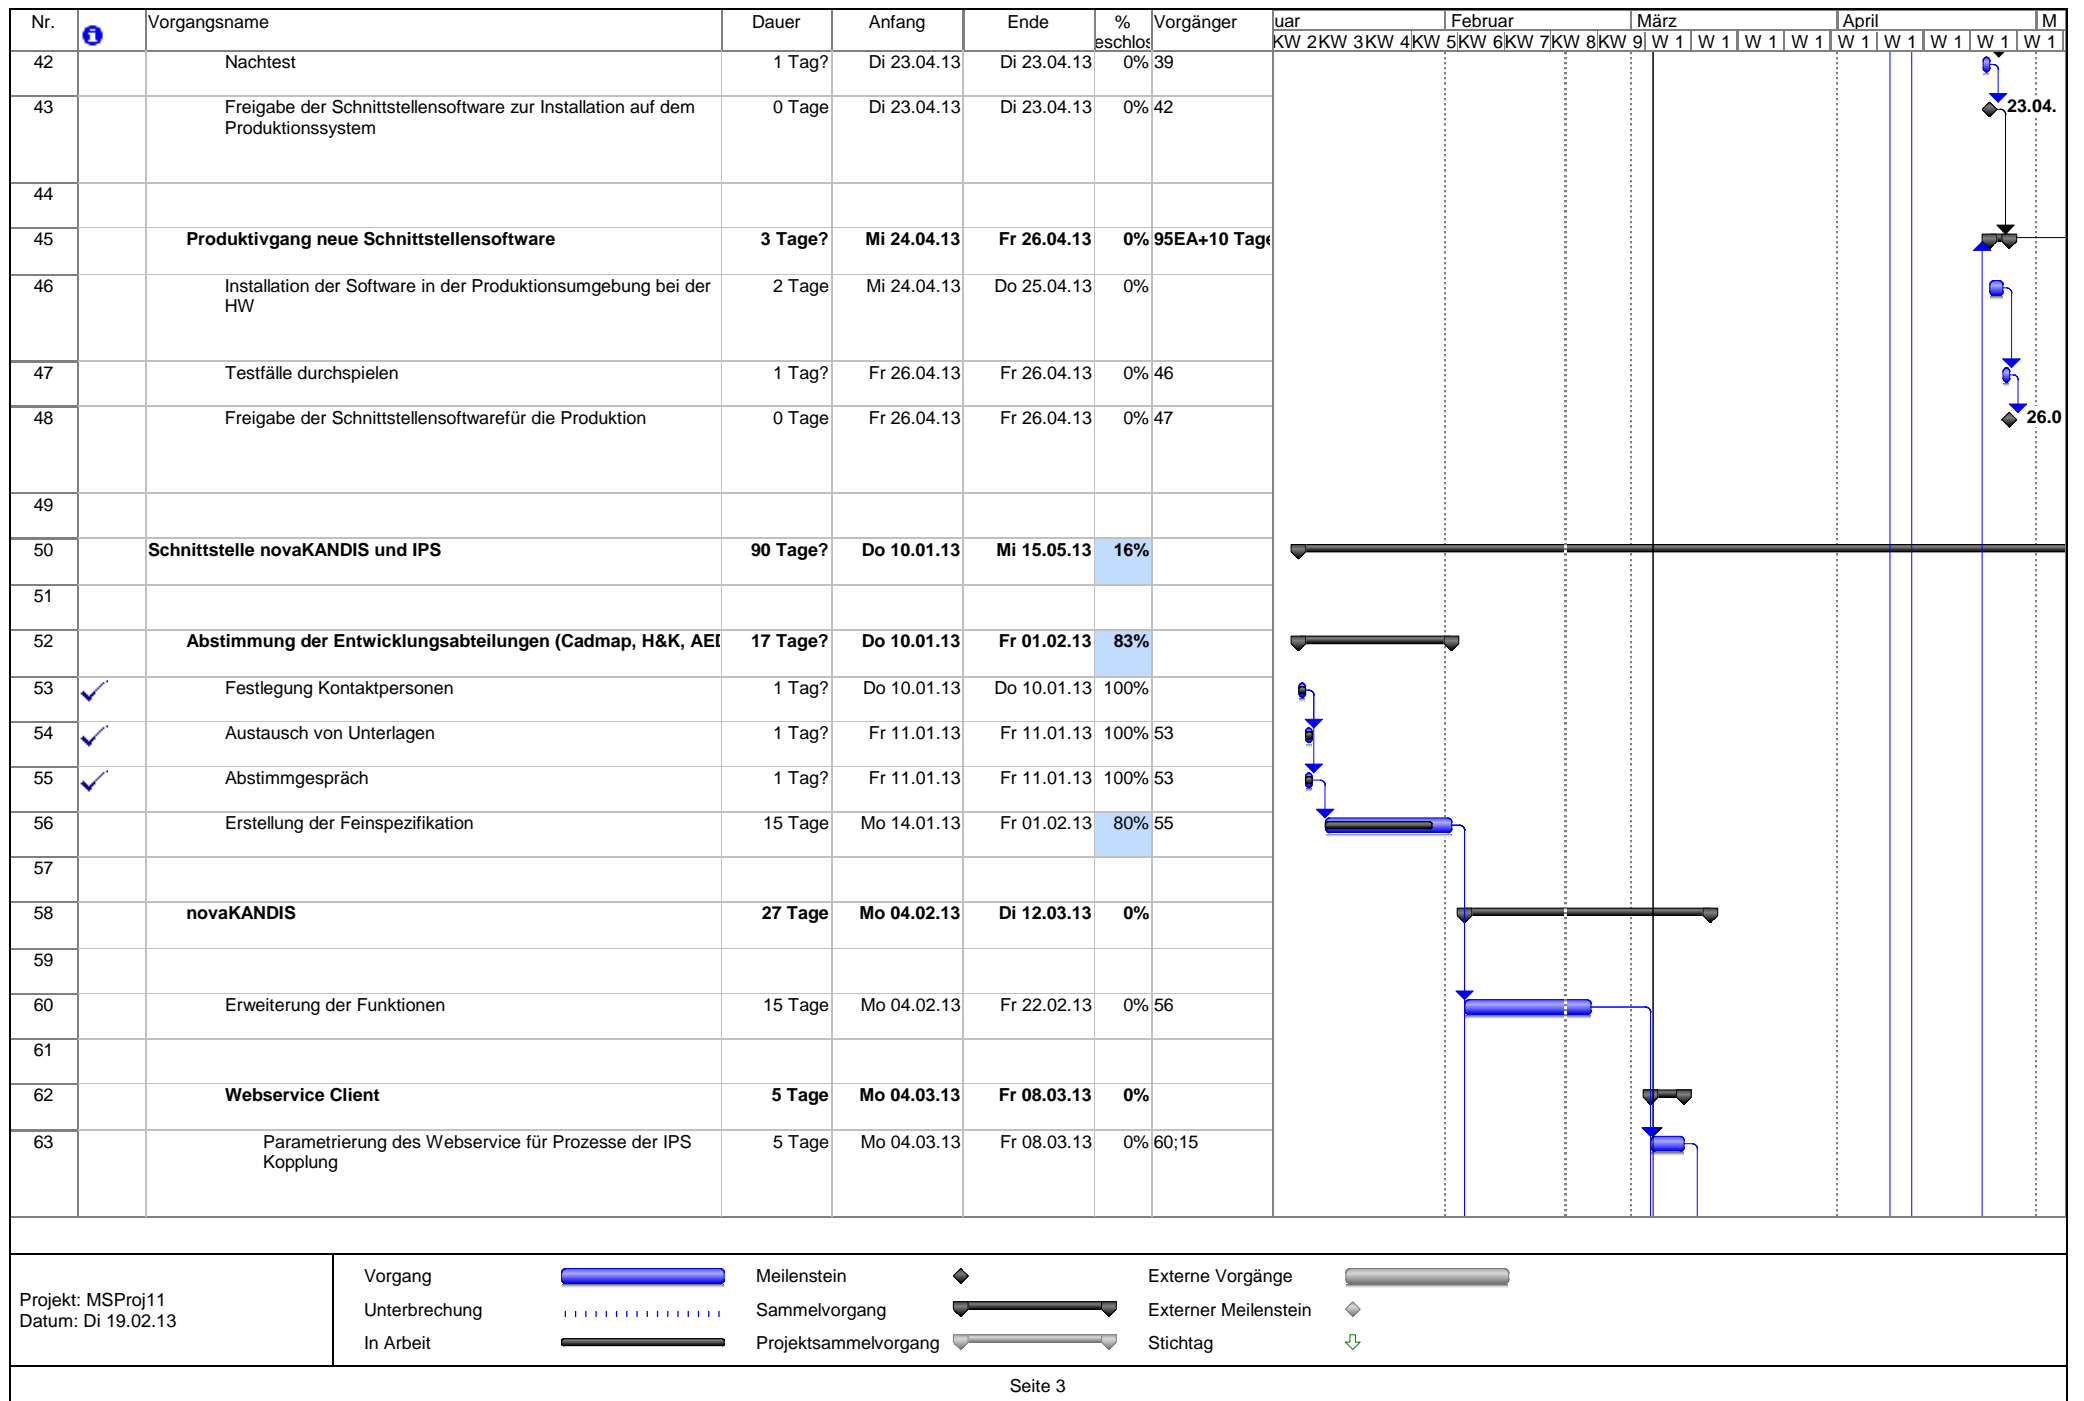 Nr. Vorgangsname Dauer Anfang Ende % Vorgänger uar Februar März April M
eschlos KW 2 KW 3 KW 4 KW 5 KW 6 KW 7 KW 8 KW 9 W 1 W 1 W 1 W 1 W 1 W 1 W 1 W 1 W 1
42 Nachtest 1 Tag? Di 23.04.13 Di 23.04.13 0% 39
43 Freigabe der Schnittstellensoftware zur Installation auf dem 0 Tage Di 23.04.13 Di 23.04.13 0% 42 23.04.
Produktionssystem
44
45 Produktivgang neue Schnittstellensoftware 3 Tage? Mi 24.04.13 Fr 26.04.13 0% 95EA+10 Tage
46 Installation der Software in der Produktionsumgebung bei der 2 Tage Mi 24.04.13 Do 25.04.13 0%
HW
47 Testfälle durchspielen 1 Tag? Fr 26.04.13 Fr 26.04.13 0% 46
48 Freigabe der Schnittstellensoftwarefür die Produktion 0 Tage Fr 26.04.13 Fr 26.04.13 0% 47 26.0
49
50 Schnittstelle novaKANDIS und IPS 90 Tage? Do 10.01.13 Mi 15.05.13 16%
51
52 Abstimmung der Entwicklungsabteilungen (Cadmap, H&K, AED 17 Tage? Do 10.01.13 Fr 01.02.13 83%
53 Festlegung Kontaktpersonen 1 Tag? Do 10.01.13 Do 10.01.13 100%
54 Austausch von Unterlagen 1 Tag? Fr 11.01.13 Fr 11.01.13 100% 53
55 Abstimmgespräch 1 Tag? Fr 11.01.13 Fr 11.01.13 100% 53
56 Erstellung der Feinspezifikation 15 Tage Mo 14.01.13 Fr 01.02.13 80% 55
57
58 novaKANDIS 27 Tage Mo 04.02.13 Di 12.03.13 0%
59
60 Erweiterung der Funktionen 15 Tage Mo 04.02.13 Fr 22.02.13 0% 56
61
62 Webservice Client 5 Tage Mo 04.03.13 Fr 08.03.13 0%
63 Parametrierung des Webservice für Prozesse der IPS 5 Tage Mo 04.03.13 Fr 08.03.13 0% 60;15
Kopplung
Projekt: MSProj11
Datum: Di 19.02.13
Vorgang Meilenstein Externe Vorgänge
Unterbrechung Sammelvorgang Externer Meilenstein
In Arbeit Projektsammelvorgang Stichtag
Seite 3